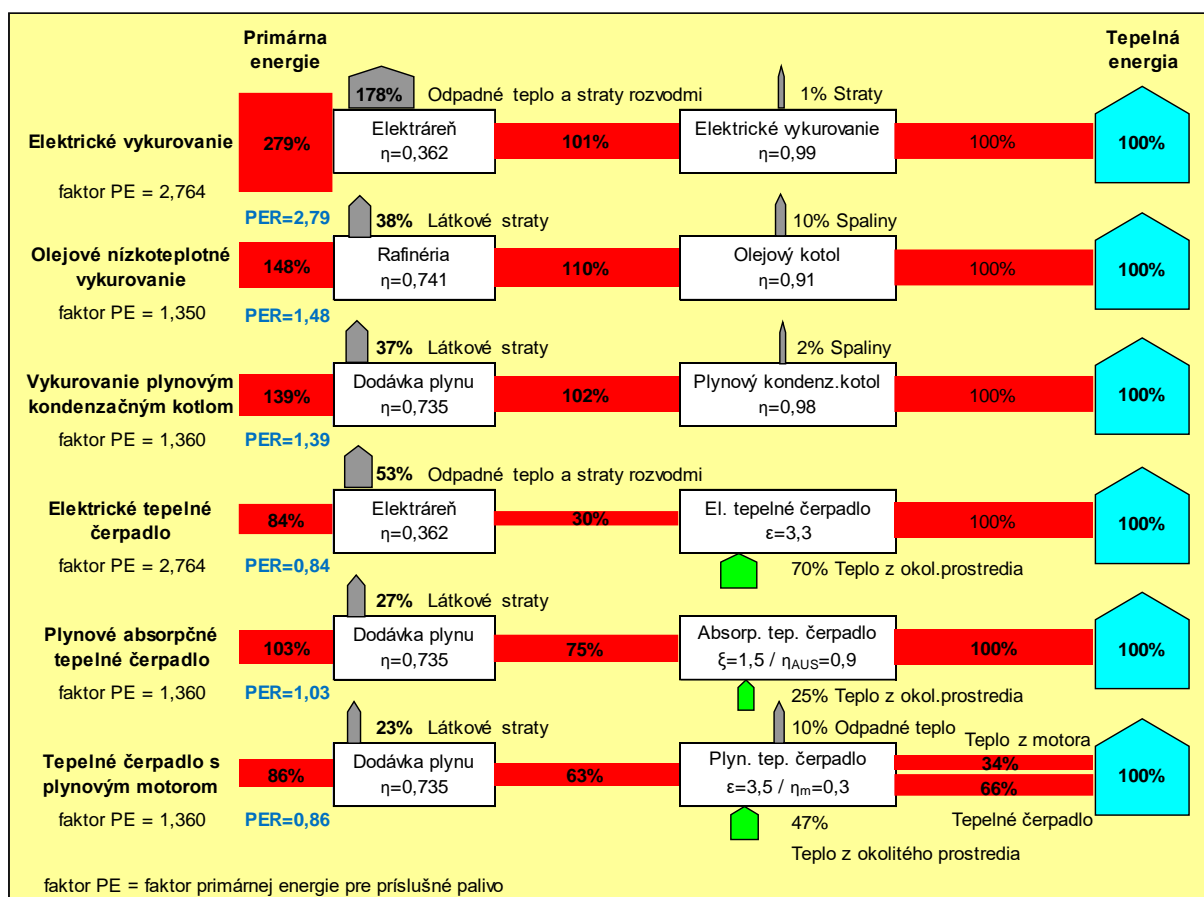 Primárna
energie
Tepelná
energia
178% Odpadné teplo a straty rozvodmi
1% Straty
Elektrické vykurovanie
279%
Elektráreň
η=0,362
101%
Elektrické vykurovanie
η=0,99
100%
100%
faktor PE = 2,764
PER=2,79
38% Látkové straty
10% Spaliny
Olejové nízkoteplotné
vykurovanie
148%
Rafinéria
η=0,741
110%
Olejový kotol
η=0,91
100%
100%
faktor PE = 1,350
PER=1,48
37% Látkové straty
2% Spaliny
Vykurovanie plynovým
kondenzačným kotlom
139%
Dodávka plynu
η=0,735
102%
Plynový kondenz.kotol
η=0,98
100%
100%
faktor PE = 1,360
PER=1,39
53% Odpadné teplo a straty rozvodmi
Elektrické tepelné
čerpadlo
84%
Elektráreň
η=0,362
30%
El. tepelné čerpadlo
ε=3,3
100%
100%
faktor PE = 2,764
PER=0,84
70% Teplo z okol.prostredia
27% Látkové straty
Plynové absorpčné
tepelné čerpadlo
103%
Dodávka plynu
η=0,735
75%
Absorp. tep. čerpadlo
ξ=1,5 / ηAUS=0,9
100%
100%
faktor PE = 1,360
PER=1,03
25% Teplo z okol.prostredia
23% Látkové straty
10% Odpadné teplo
Tepelné čerpadlo s
plynovým motorom
86%
Dodávka plynu
η=0,735
63%
Plyn. tep. čerpadlo
ε=3,5 / ηm=0,3
Teplo z motora
34%
66%
Tepelné čerpadlo
100%
faktor PE = 1,360
PER=0,86
47%
Teplo z okolitého prostredia
faktor PE = faktor primárnej energie pre príslušné palivo